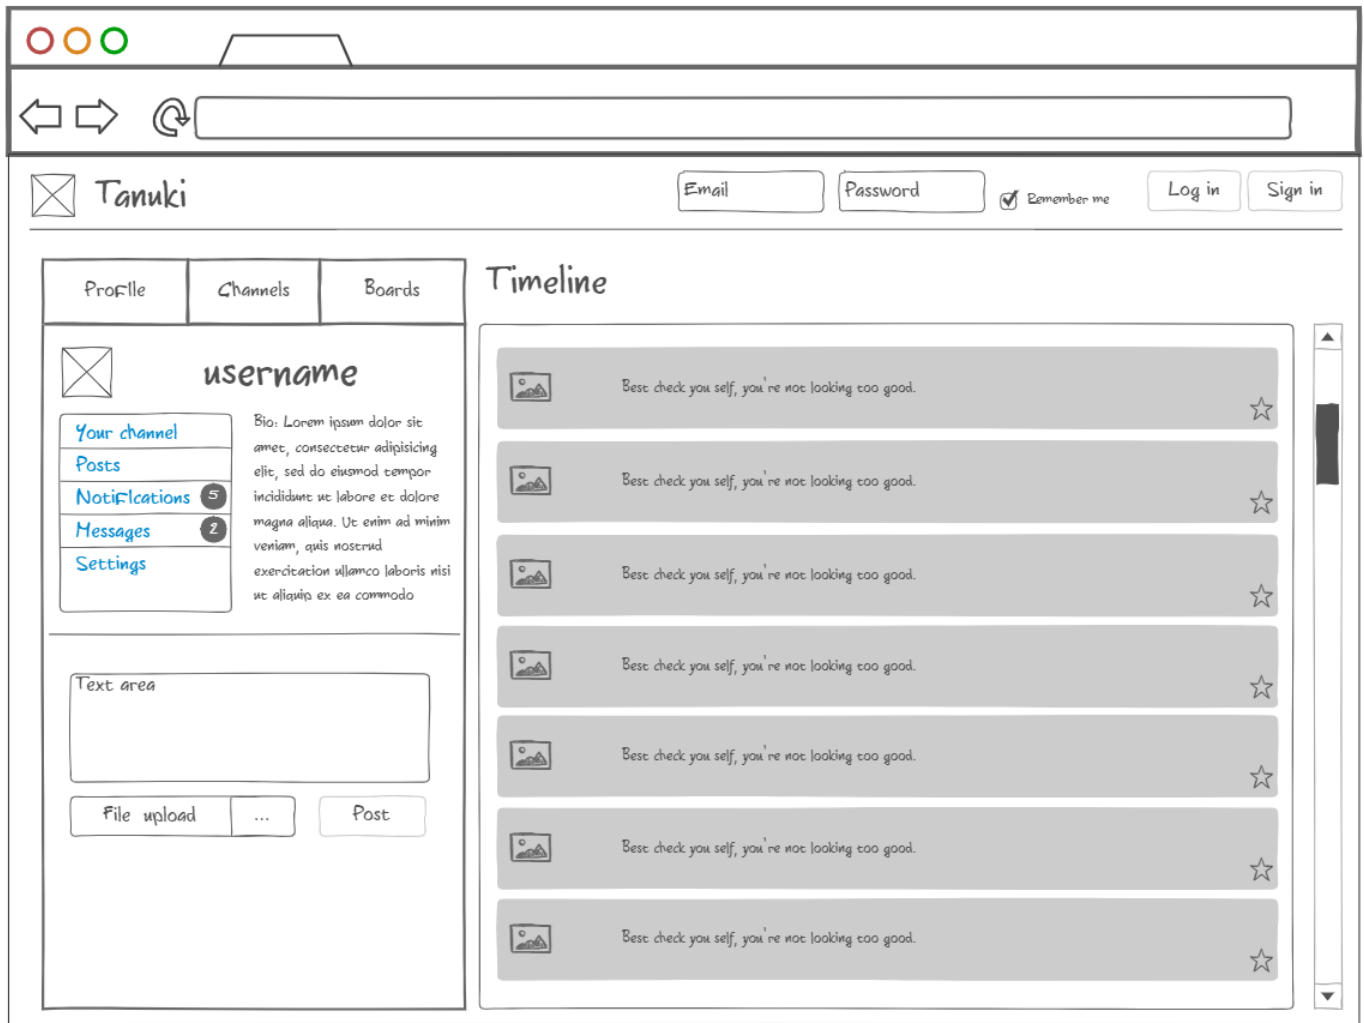 Tanuki
Email
Password
Remember me
Log in
Sign in
Profile
Channels
Boards
username
Your channel
Posts
Notifications 5
Messages 2
Settings
Bio: Lorem ipsum dolor sit
amet, consectetur adipisicing
elit, sed do eiusmod tempor
incididunt ut labore et dolore
magna aliqua. Ut enim ad minim
veniam, quis nostrud
exercitation ullamco laboris nisi
ut aliquip ex ea commodo
Text area
File upload
...
Post
Timeline
Best check you self, you're not looking too good.
Best check you self, you're not looking too good.
Best check you self, you're not looking too good.
Best check you self, you're not looking too good.
Best check you self, you're not looking too good.
Best check you self, you're not looking too good.
Best check you self, you're not looking too good.